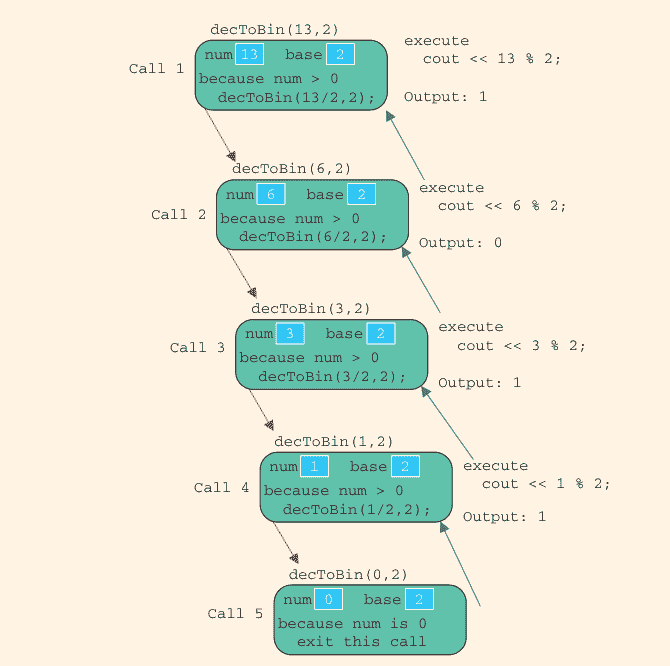 decToBin(13,2)
num 13 base 2
Call 1
because num > 0
decToBin(13/2,2);
execute
cout << 13 % 2;
Output: 1
decToBin(6,2)
num 6 base 2
Call 2
because num > 0
decToBin(6/2,2);
execute
cout << 6 % 2;
Output: 0
decToBin(3,2)
num 3 base 2
Call 3
because num > 0
decToBin(3/2,2);
execute
cout << 3 % 2;
Output: 1
decToBin(1,2)
num 1 base 2
Call 4
because num > 0
decToBin(1/2,2);
execute
cout << 1 % 2;
Output: 1
decToBin(0,2)
num 0 base 2
Call 5
because num is 0
exit this call